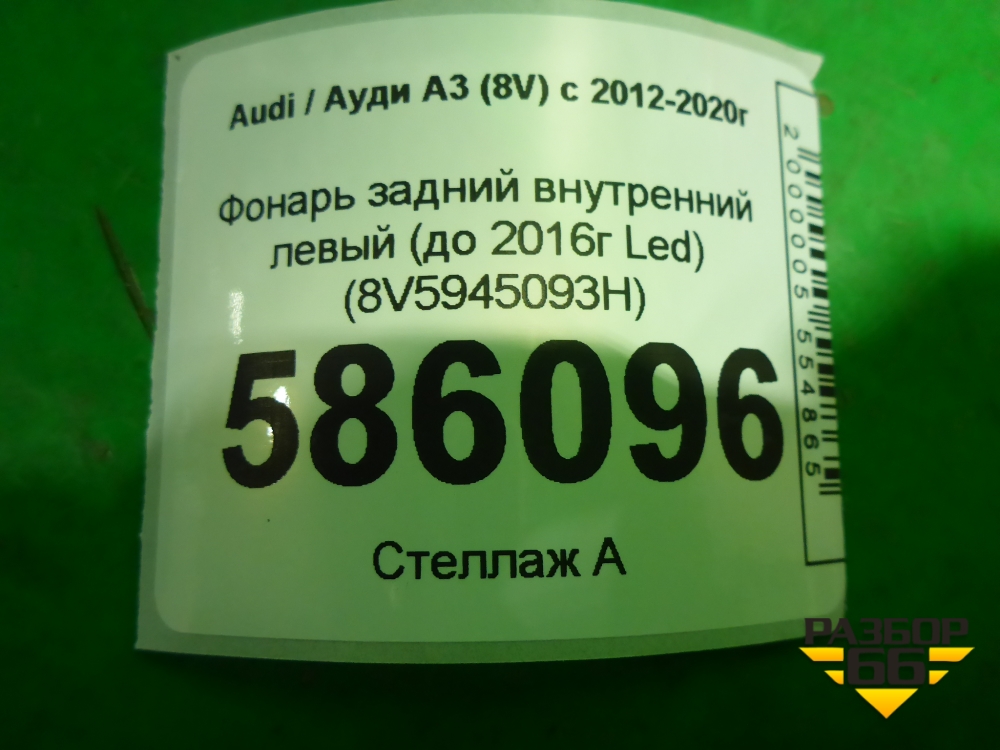 Audi / Ауди A3 (8V) с 2012-2020г
Фонарь задний внутренний
левый (до 2016г Led)
(8V5945093H)
586096
Стеллаж А
2000005554865
РАЗБОР
66